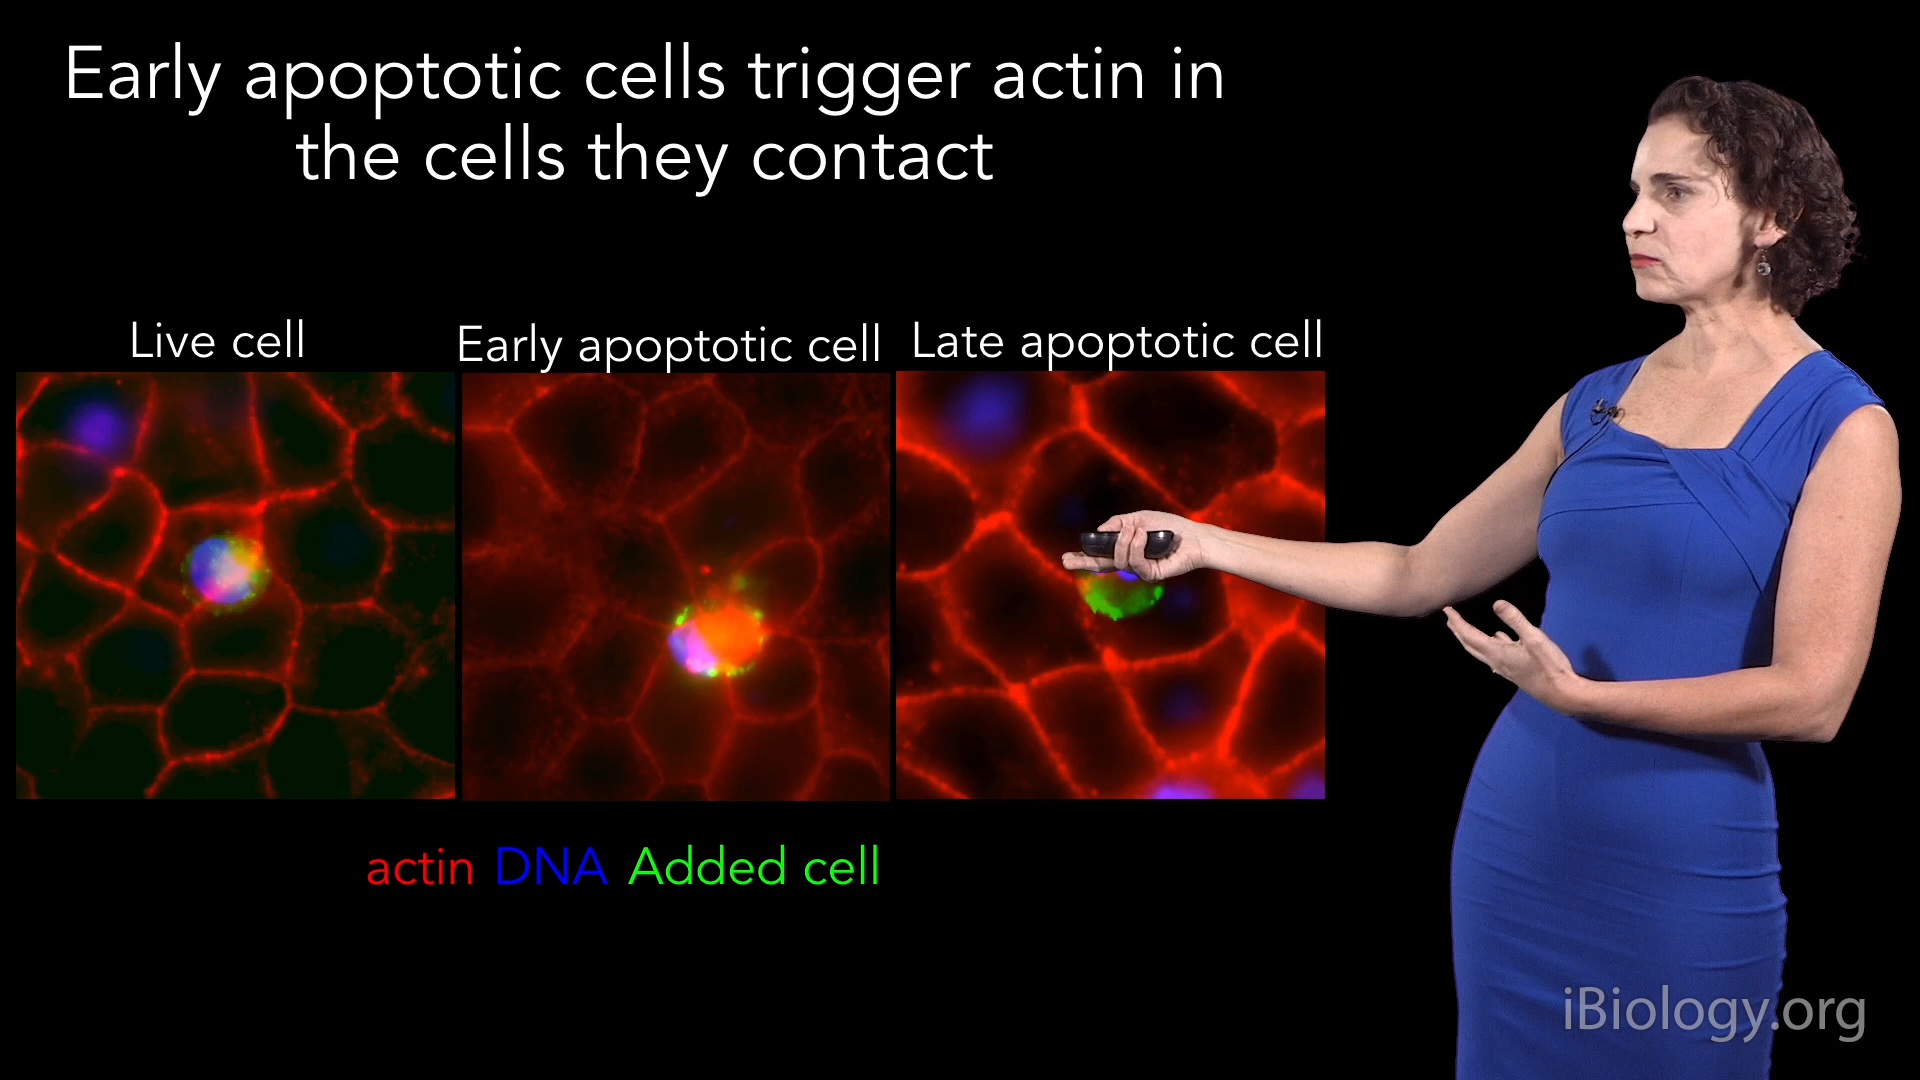 Early apoptotic cells trigger actin in
the cells they contact
Live cell
Early apoptotic cell
Late apoptotic cell
actin DNA Added cell
iBiology.org